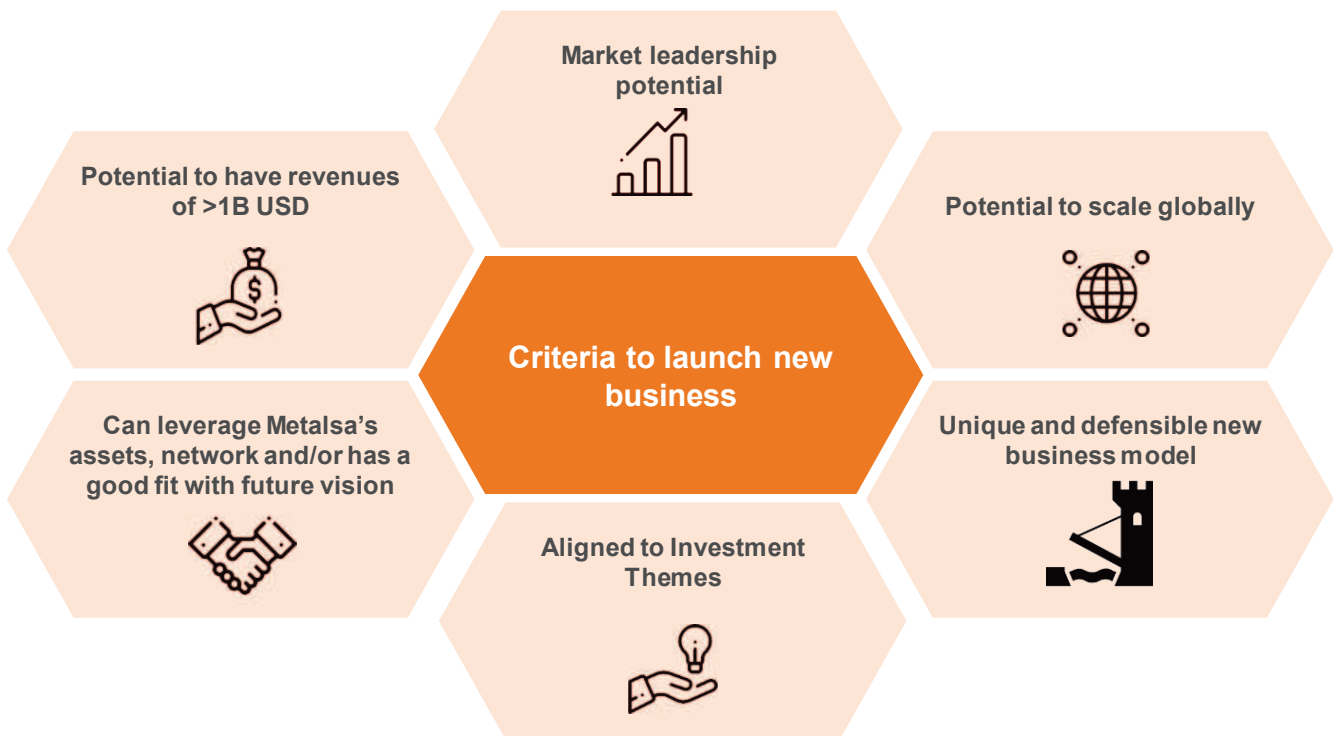 Market leadership
potential
Potential to have revenues
of >1B USD
Potential to scale globally
Criteria to launch new
business
Can leverage Metalsa's
assets, network and/or has a
good fit with future vision
Unique and defensible new
business model
Aligned to Investment
Themes
$